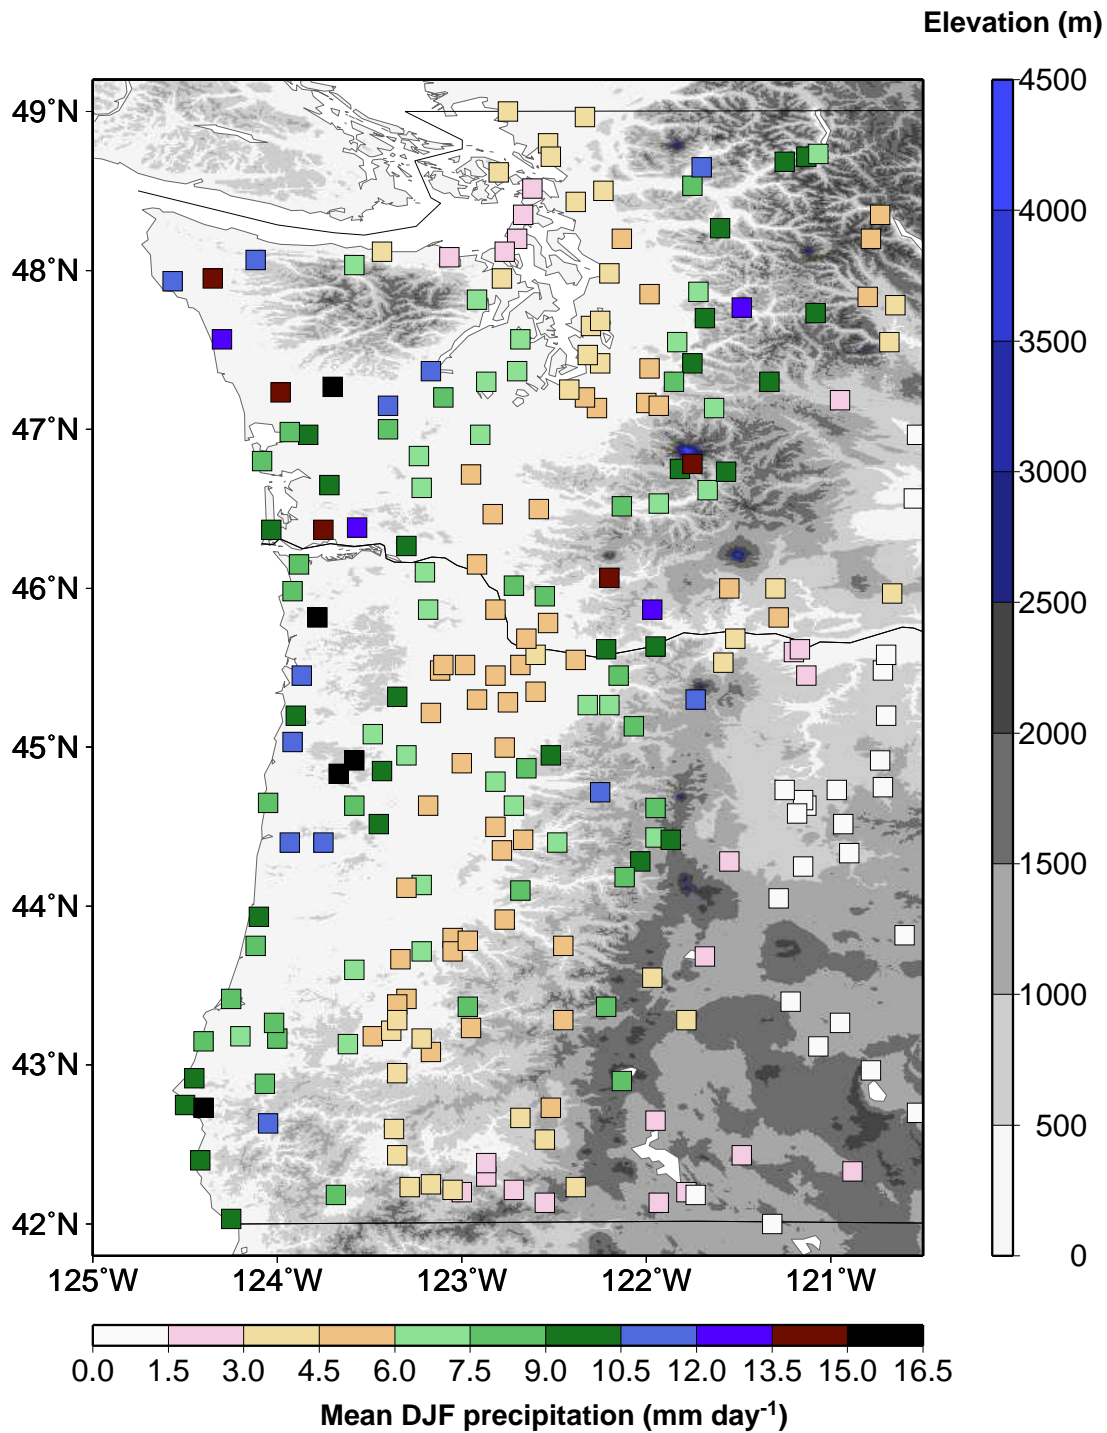 Elevation (m)
4500
4000
3500
3000
2500
2000
1500
1000
500
0
49°N
48°N
47°N
46°N
45°N
44°N
43°N
42°N
125°W 124°W 123°W 122°W 121°W
0.0 1.5 3.0 4.5 6.0 7.5 9.0 10.5 12.0 13.5 15.0 16.5
Mean DJF precipitation (mm day⁻¹)